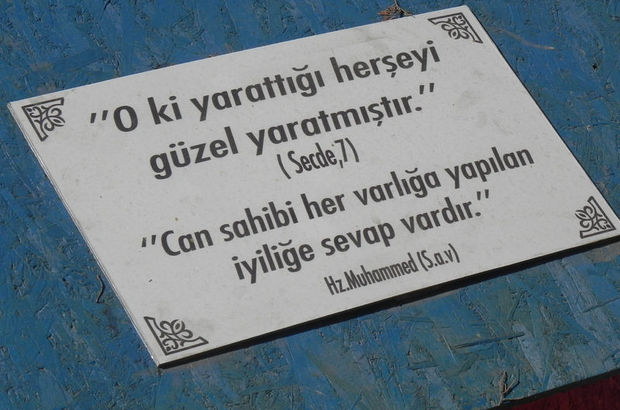 "O ki yarattığı herşeyi
güzel yaratmıştır."
( Secde,7)
"Can sahibi her varlığa yapılan
iyiliğe sevap vardır."
Hz.Muhammed (S.a.v)